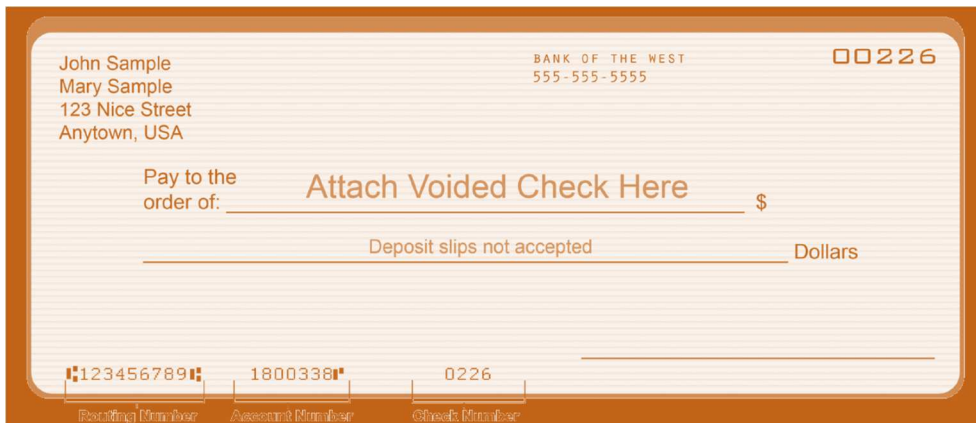 John Sample
Mary Sample
123 Nice Street
Anytown, USA
BANK OF THE WEST
555-555-5555
00226
Pay to the
order of:
Attach Voided Check Here
$
Deposit slips not accepted
Dollars
⑆123456789⑆ 1800338⑈ 0226
Routing Number Account Number Check Number